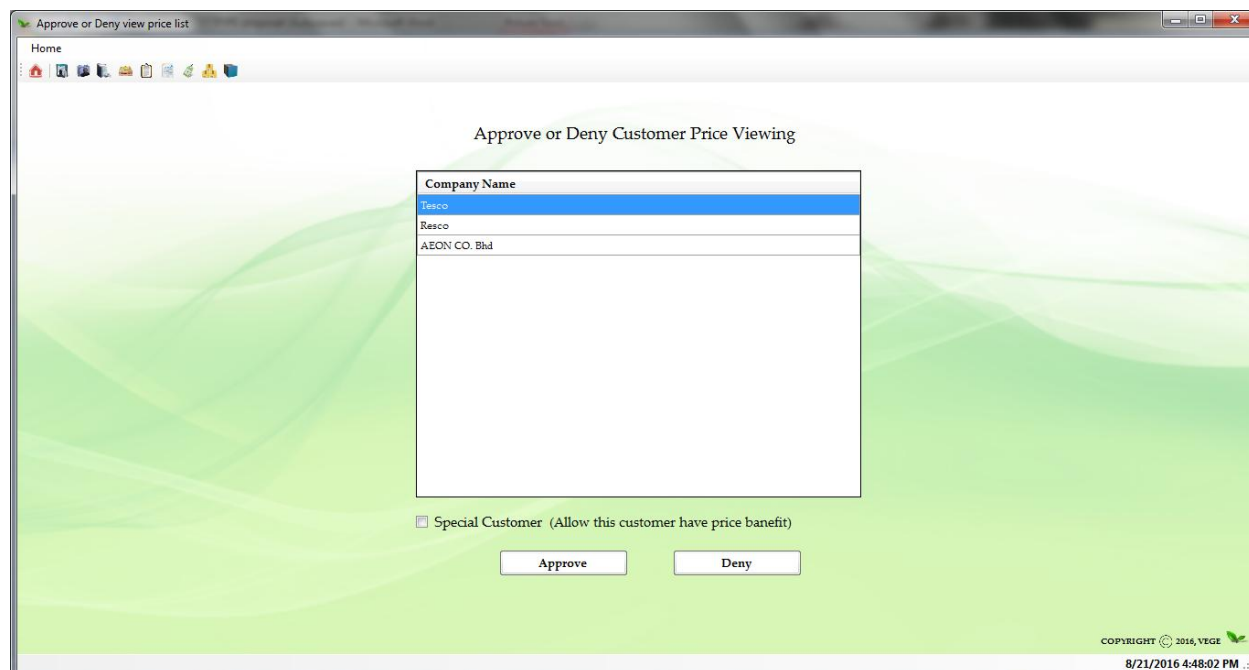 Approve or Deny view price list
Home
Approve or Deny Customer Price Viewing
Company Name
Tesco
Resco
AEON CO. Bhd
Special Customer (Allow this customer have price banefit)
Approve Deny
COPYRIGHT © 2016, VEGE
8/21/2016 4:48:02 PM